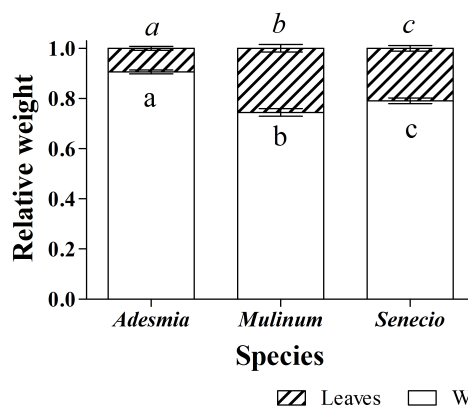 a b c
1.0
0.8
0.6
0.4
0.2
0.0
Relative weight
a b c
Adesmia Mulinum Senecio
Species
Leaves W